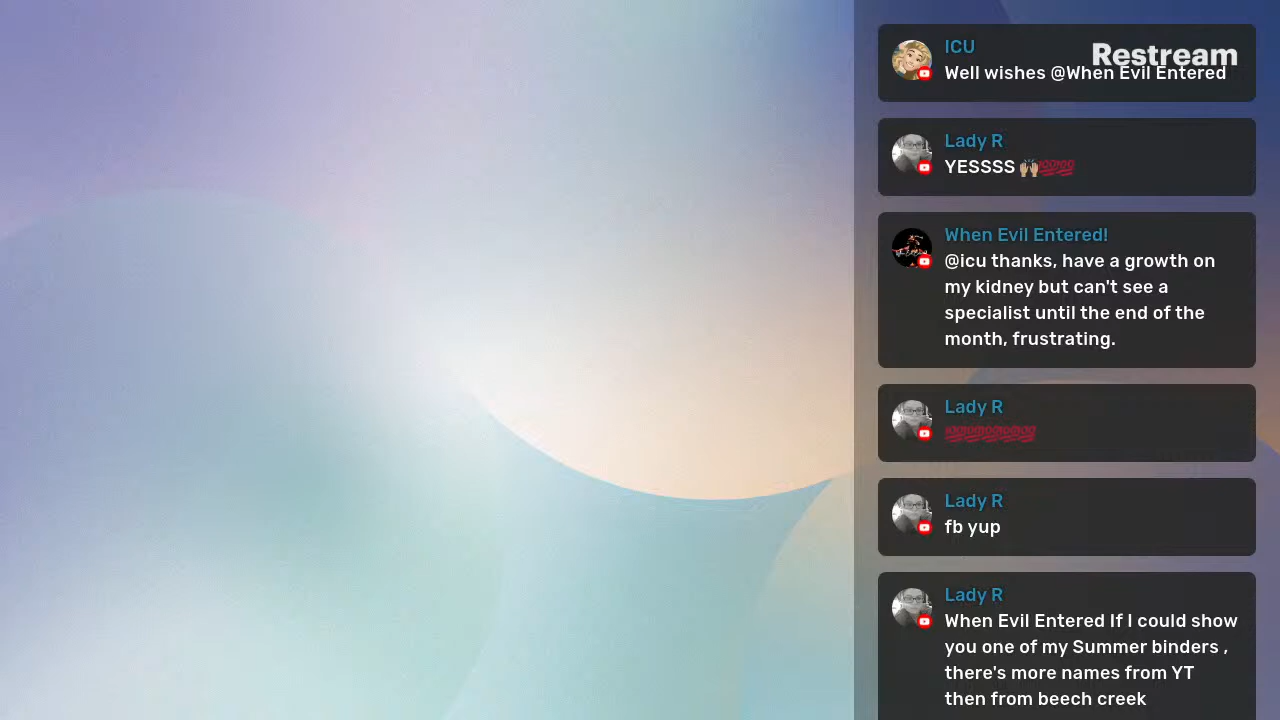 Restream
ICU
Well wishes @When Evil Entered
Lady R
YESSSS 🙌🏼💯💯
When Evil Entered!
@icu thanks, have a growth on
my kidney but can't see a
specialist until the end of the
month, frustrating.
Lady R
💯💯💯💯💯
Lady R
fb yup
Lady R
When Evil Entered If I could show
you one of my Summer binders ,
there's more names from YT
then from beech creek